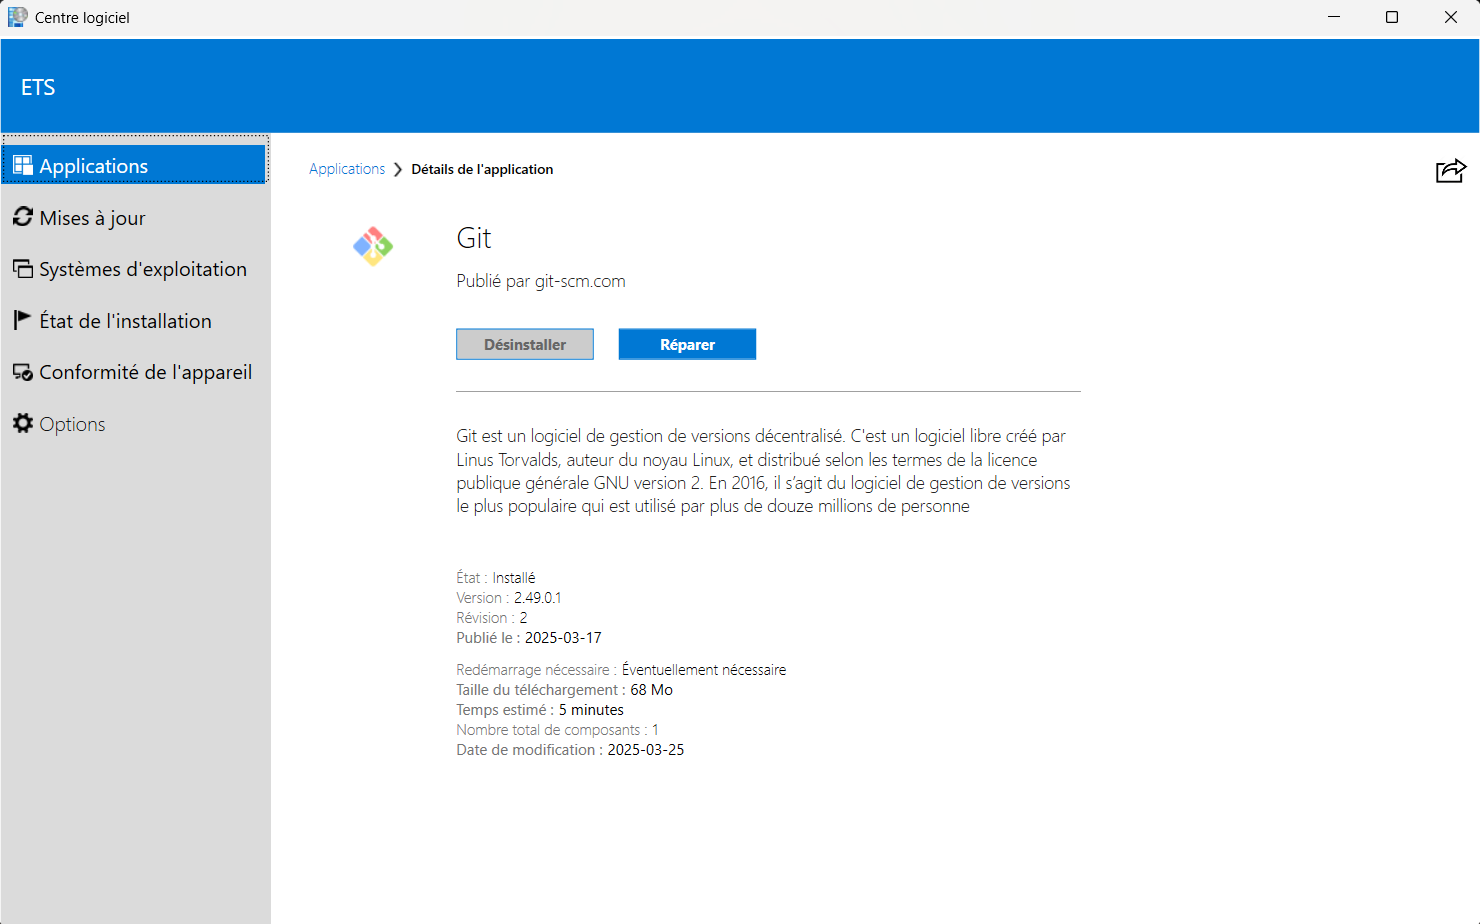 Centre logiciel
ETS
Applications
Mises à jour
Systèmes d'exploitation
État de l'installation
Conformité de l'appareil
Options
Applications > Détails de l'application
Git
Publié par git-scm.com
Désinstaller
Réparer
Git est un logiciel de gestion de versions décentralisé. C'est un logiciel libre créé par
Linus Torvalds, auteur du noyau Linux, et distribué selon les termes de la licence
publique générale GNU version 2. En 2016, il s’agit du logiciel de gestion de versions
le plus populaire qui est utilisé par plus de douze millions de personne
État : Installé
Version : 2.49.0.1
Révision : 2
Publié le : 2025-03-17
Redémarrage nécessaire : Éventuellement nécessaire
Taille du téléchargement : 68 Mo
Temps estimé : 5 minutes
Nombre total de composants : 1
Date de modification : 2025-03-25